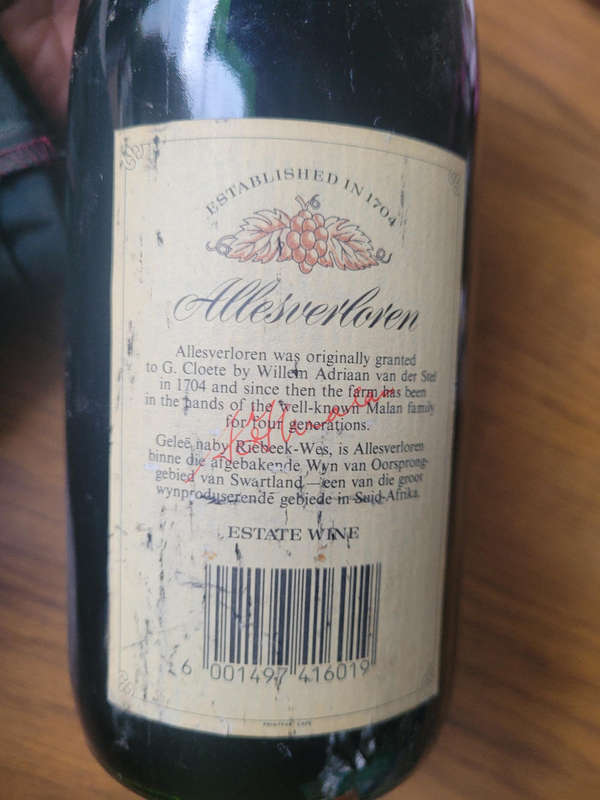 ESTABLISHED IN 1704
Allesverloren
Allesverloren was originally granted
to G. Cloete by Willem Adriaan van der Stel
in 1704 and since then the farm has been
in the hands of the well-known Malan family
for four generations.
Geleë naby Riebeek-Wes, is Allesverloren
binne die afgebakende Wyn van Oorsprong-
gebied van Swartland—een van die groot
wynproduserende gebiede in Suid-Afrika.
ESTATE WINE
6 001497 416019